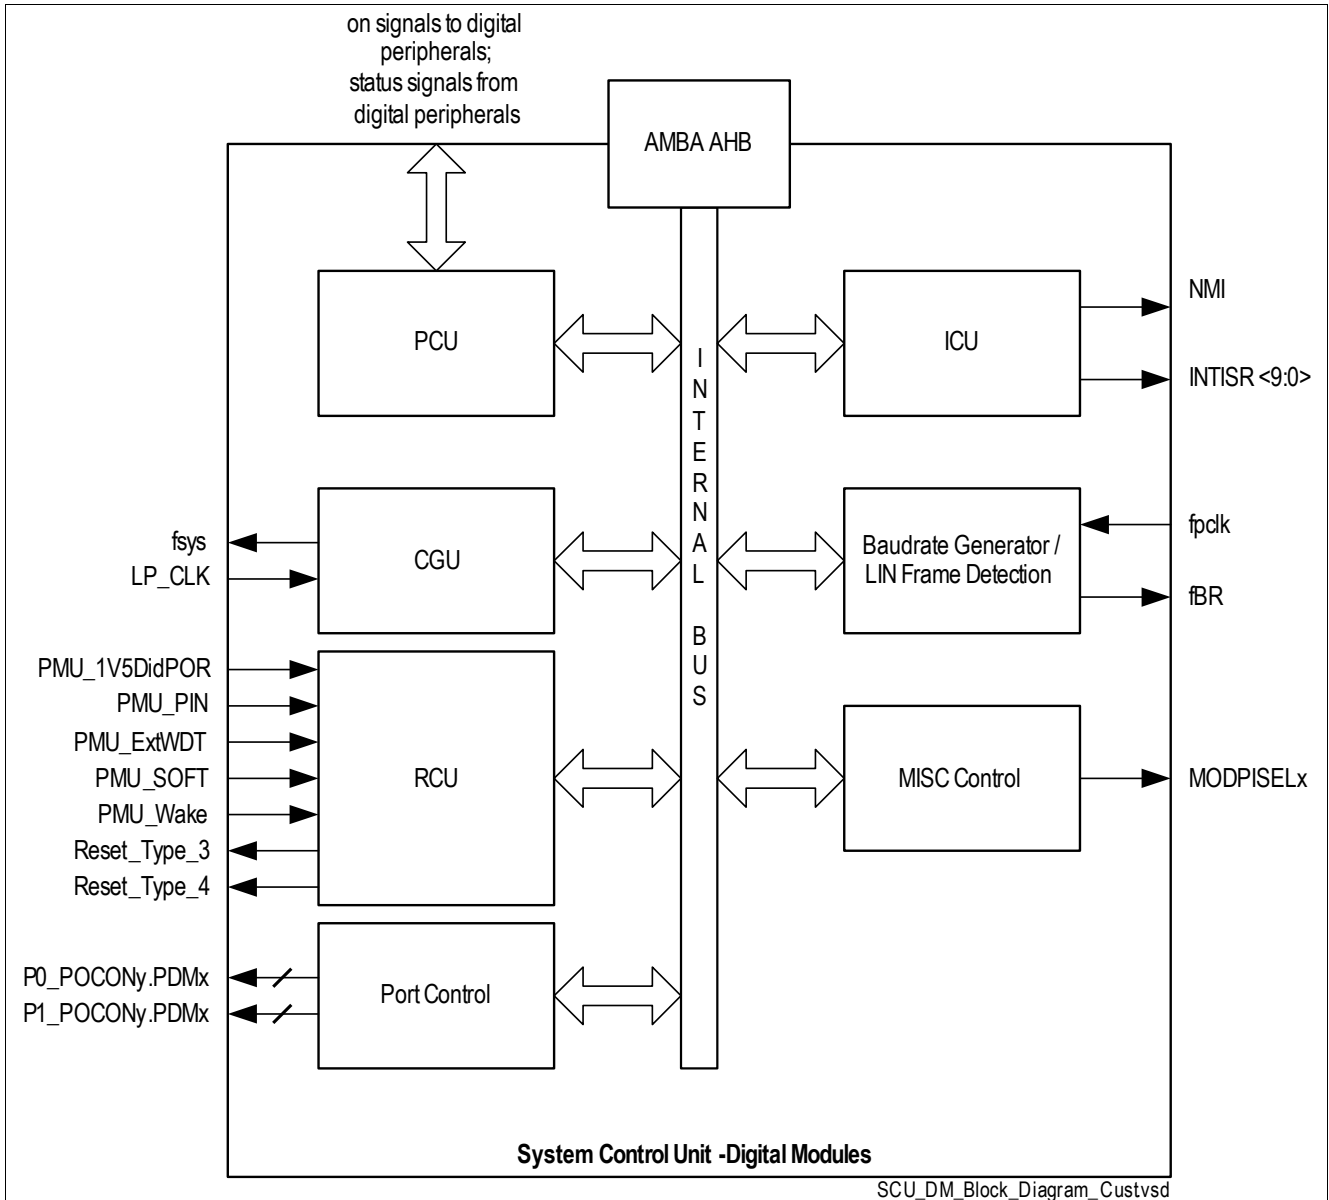 on signals to digital
peripherals;
status signals from
digital peripherals
AMBA AHB
PCU
ICU
NMI
INTISR <9:0>
INTERNAL BUS
fsys
LP_CLK
CGU
Baudrate Generator /
LIN Frame Detection
fpclk
fBR
PMU_1V5DidPOR
PMU_PIN
PMU_ExtWDT
PMU_SOFT
PMU_Wake
Reset_Type_3
Reset_Type_4
RCU
MISC Control
MODPISELx
P0_POCONy.PDMx
P1_POCONy.PDMx
Port Control
System Control Unit -Digital Modules
SCU_DM_Block_Diagram_Custvsd